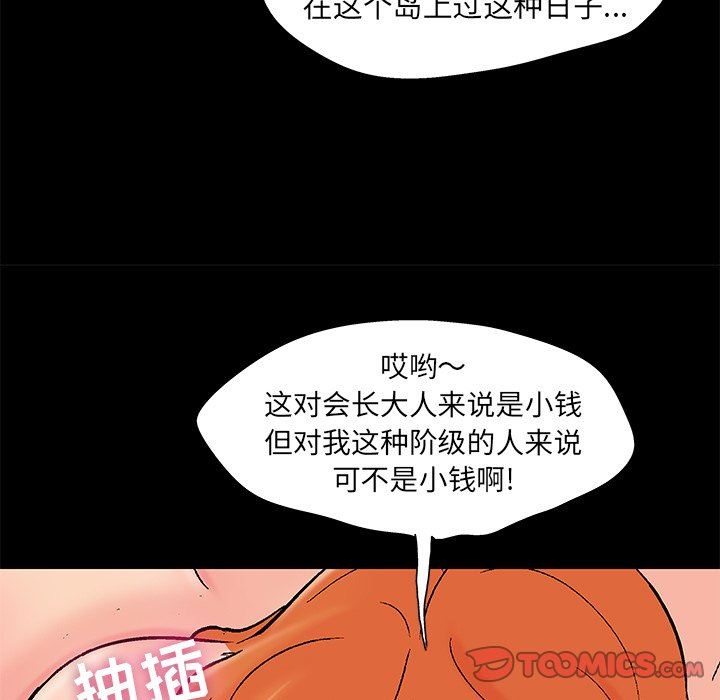 在这个岛上过这种日子...
哎哟～
这对会长大人来说是小钱
但对我这种阶级的人来说
可不是小钱啊!
抽插
TOOMICS.COM